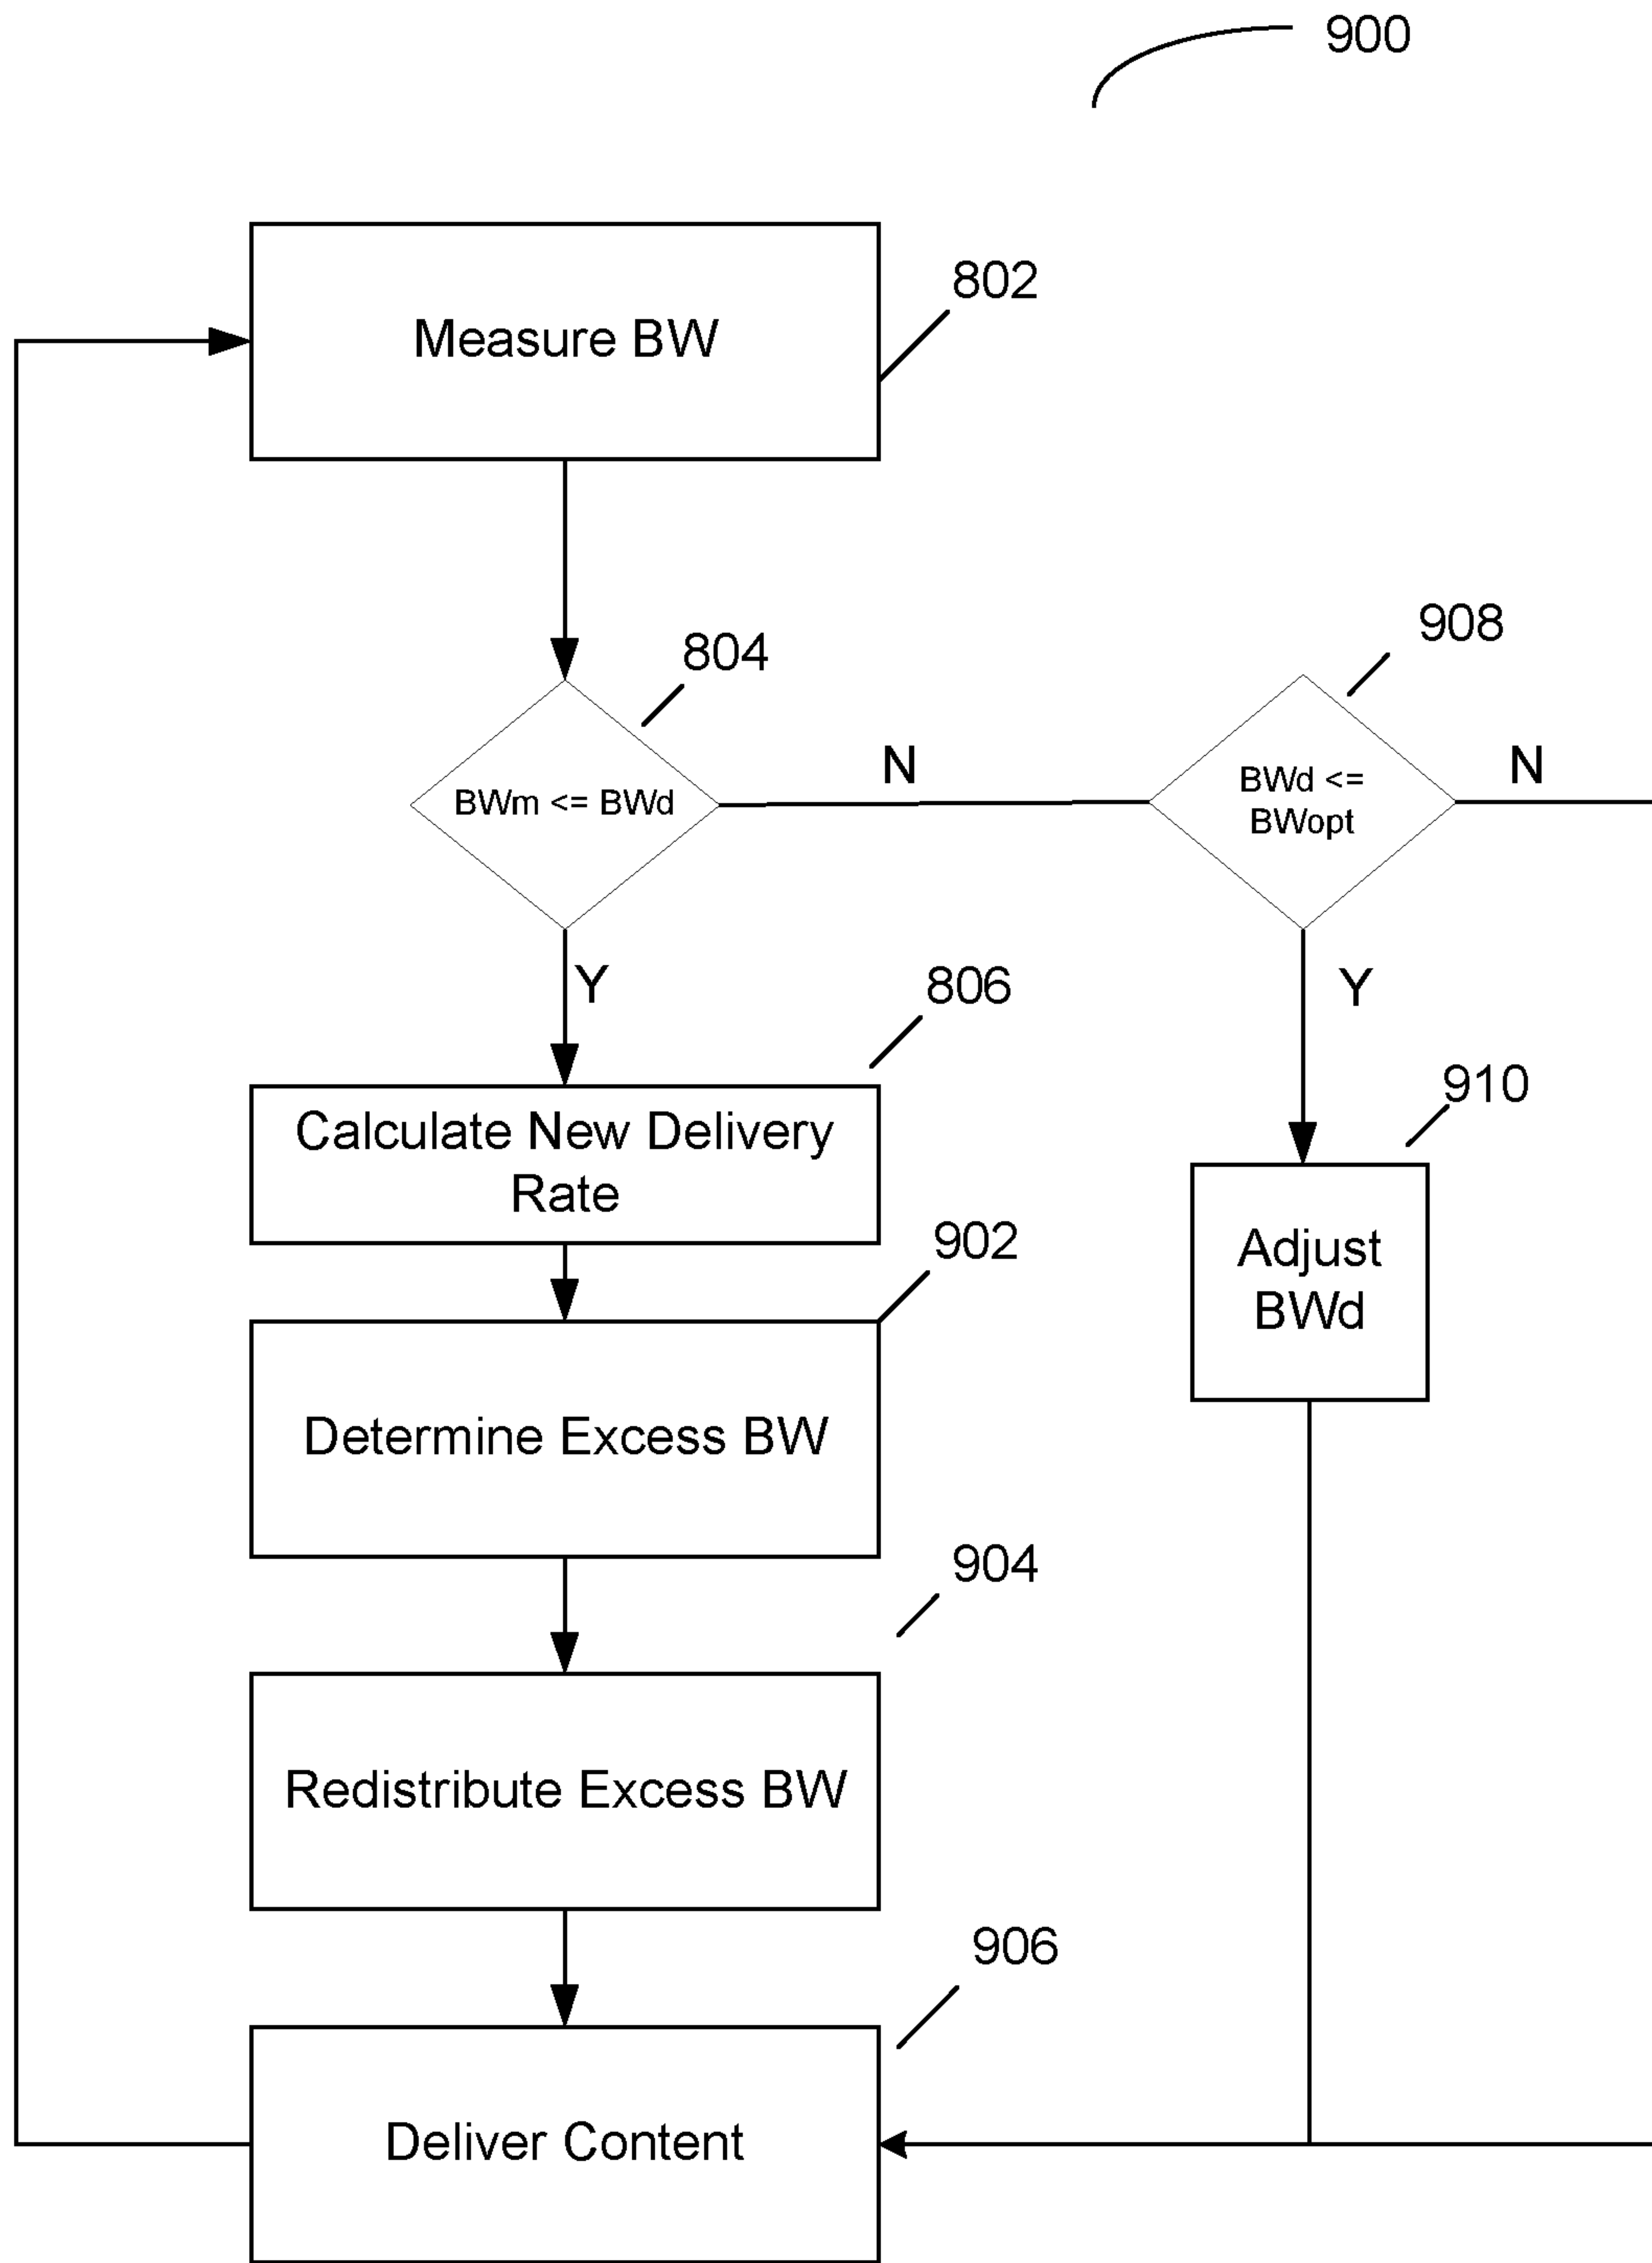 900
Measure BW
802
804
BWm <= BWd
N
908
BWd <=
BWopt
N
Y
806
Y
Calculate New Delivery
Rate
910
Adjust
BWd
902
Determine Excess BW
904
Redistribute Excess BW
906
Deliver Content